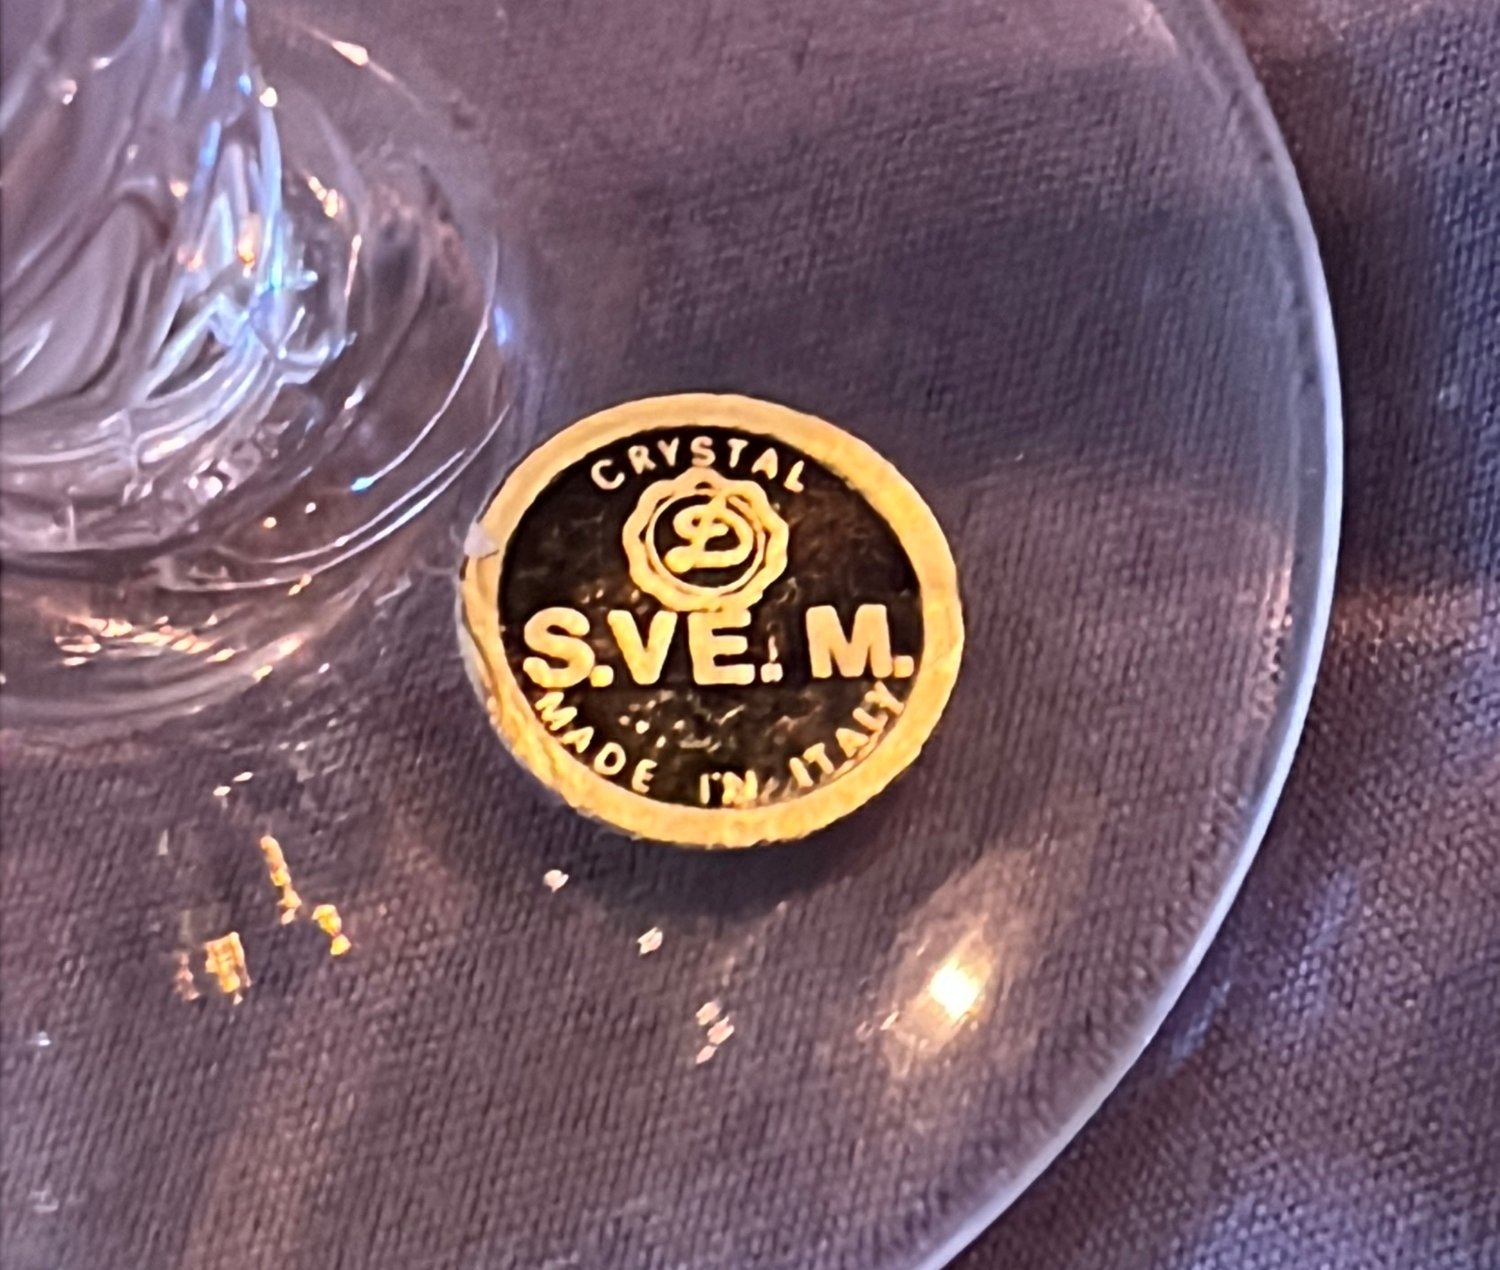 CRYSTAL
D
S.VE. M.
MADE IN ITALY